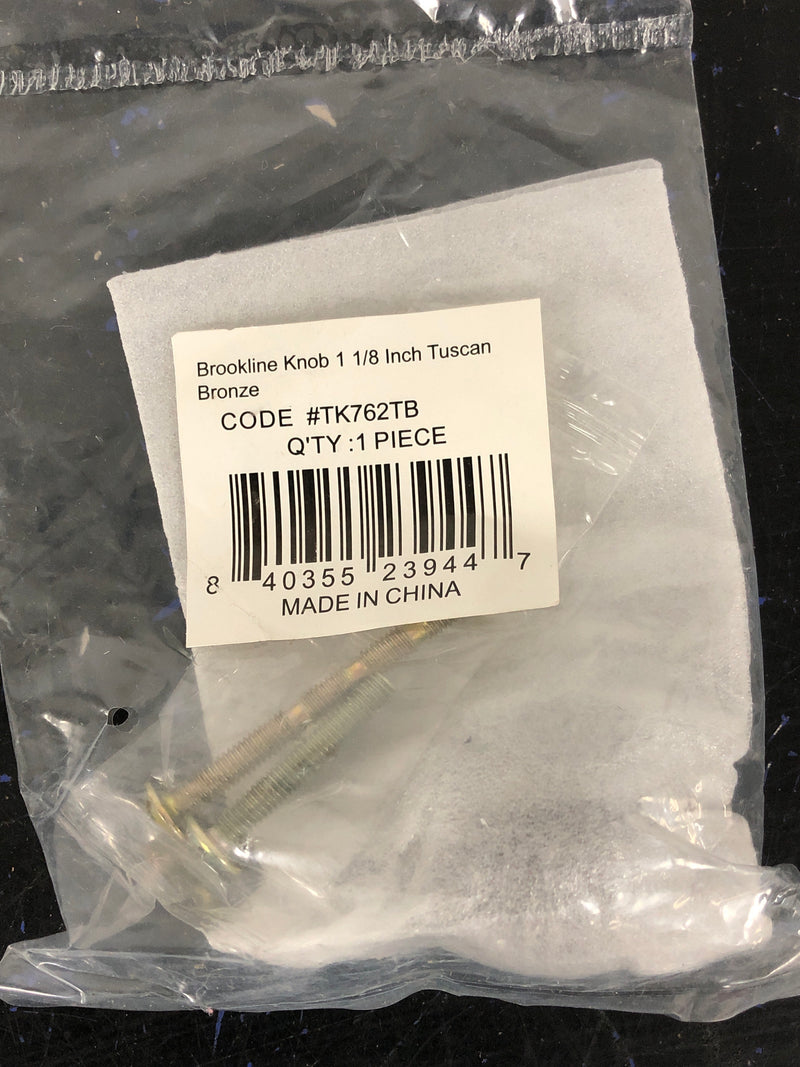 Brookline Knob 1 1/8 Inch Tuscan
Bronze
CODE #TK762TB
Q'TY :1 PIECE
8 40355 23944 7
MADE IN CHINA